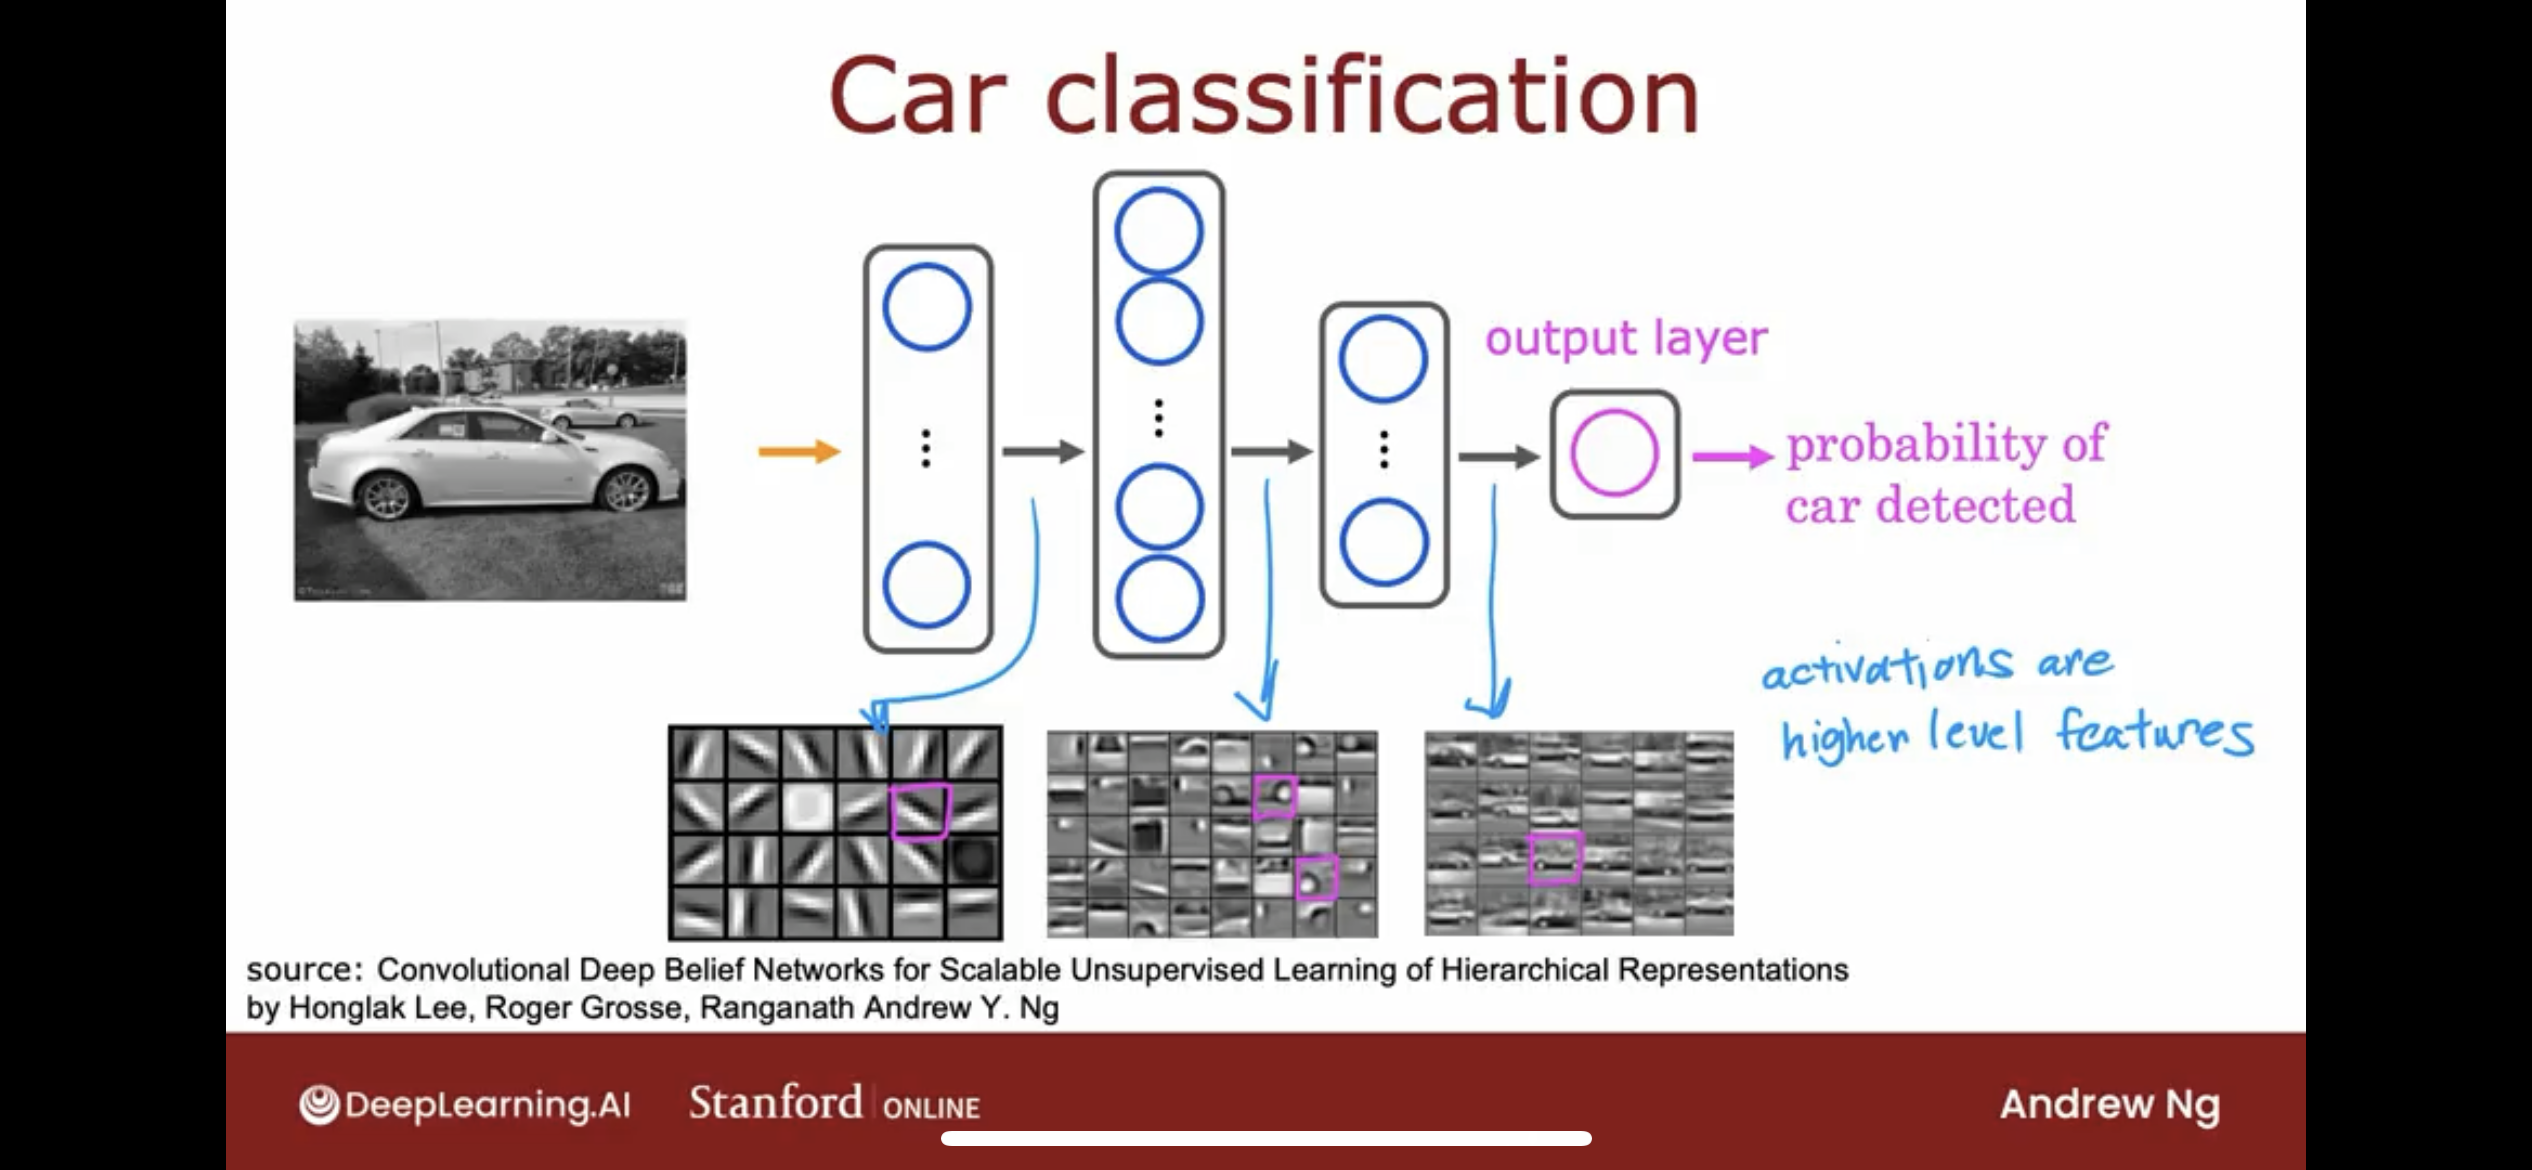 Car classification
output layer
probability of
car detected
activations are
higher level features
source: Convolutional Deep Belief Networks for Scalable Unsupervised Learning of Hierarchical Representations
by Honglak Lee, Roger Grosse, Ranganath Andrew Y. Ng
DeepLearning.AI
Stanford ONLINE
Andrew Ng